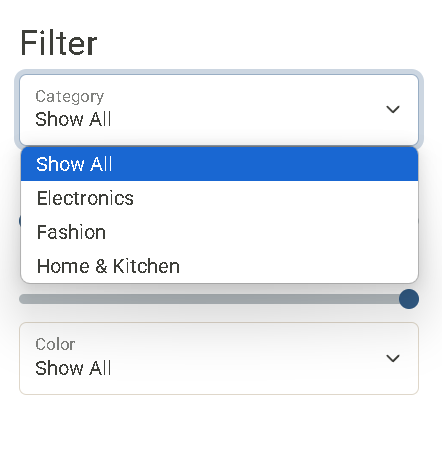 Filter
Category
Show All
Show All
Electronics
Fashion
Home & Kitchen
Color
Show All